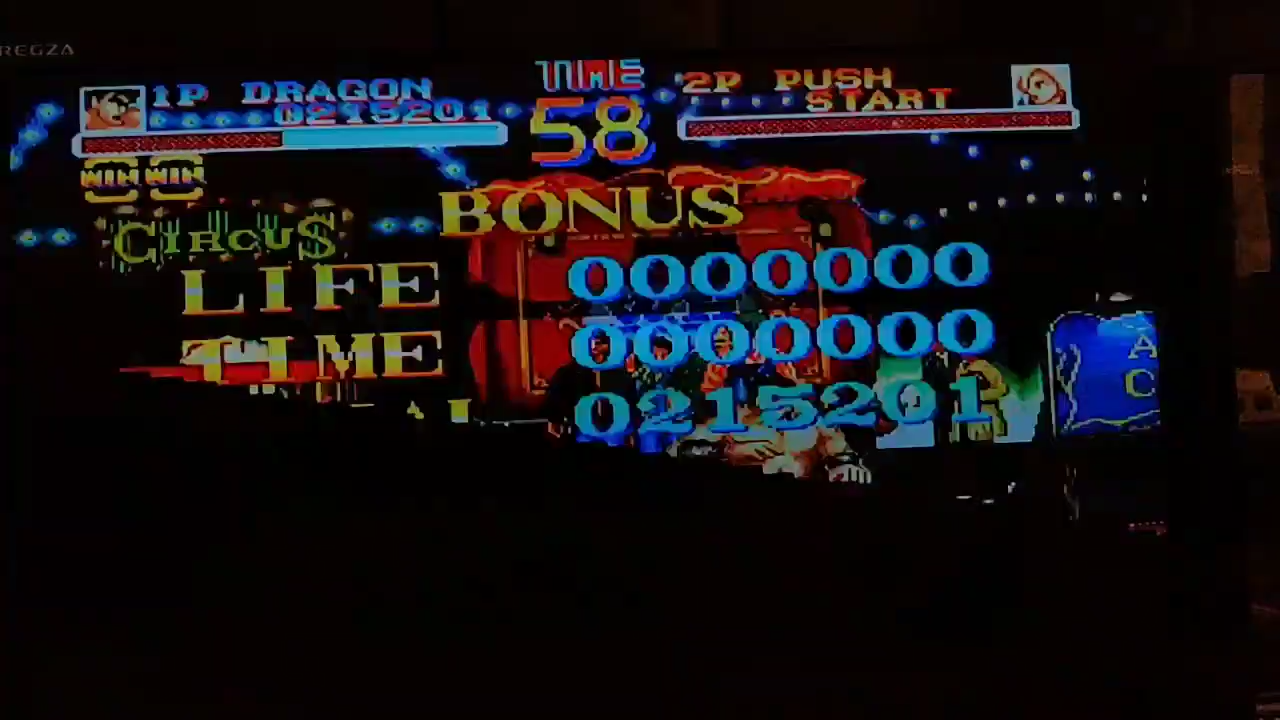 REGZA
1P DRAGON
0215201
TIME
58
2P PUSH
START
WIN WIN
BONUS
CIRCUS
LIFE 0000000
TIME 0000000
0215201
A
C